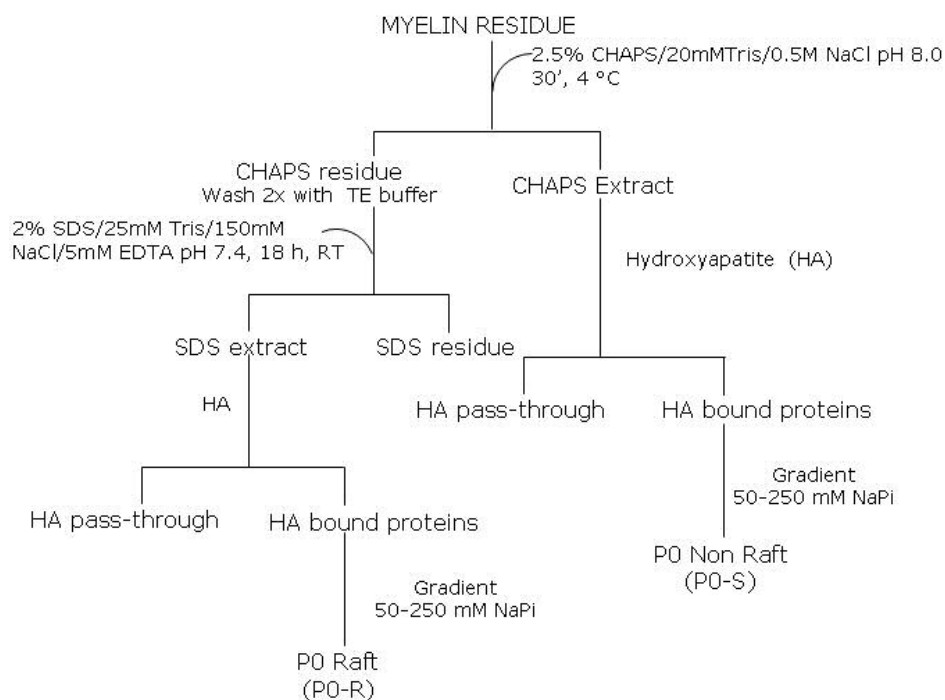 MYELIN RESIDUE
2.5% CHAPS/20mMTris/0.5M NaCl pH 8.0
30', 4 °C
CHAPS residue
Wash 2x with TE buffer
CHAPS Extract
2% SDS/25mM Tris/150mM
NaCl/5mM EDTA pH 7.4, 18 h, RT
Hydroxyapatite (HA)
SDS extract
SDS residue
HA
HA pass-through
HA bound proteins
Gradient
50-250 mM NaPi
HA pass-through
HA bound proteins
P0 Non Raft
(P0-S)
Gradient
50-250 mM NaPi
P0 Raft
(P0-R)